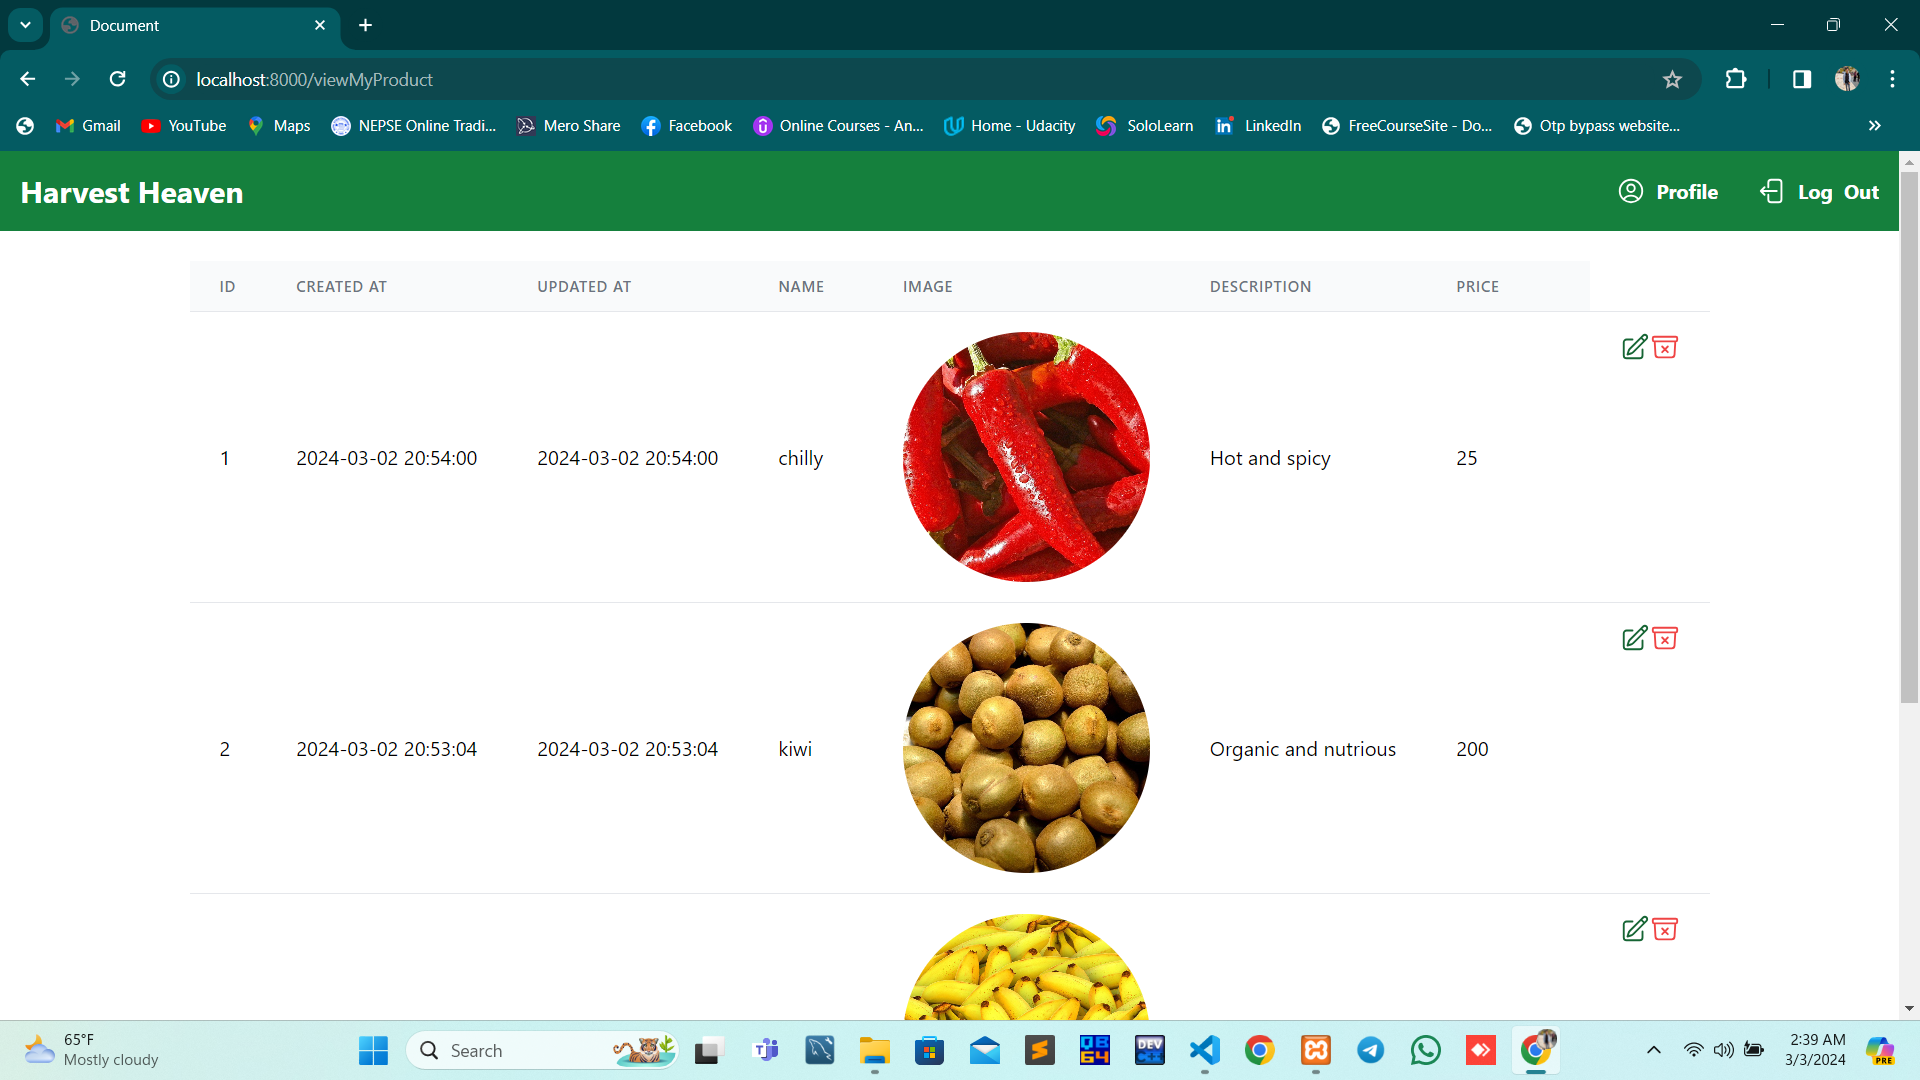 Document
localhost:8000/viewMyProduct
Gmail YouTube Maps NEPSE Online Tradi... Mero Share Facebook Online Courses - An... Home - Udacity SoloLearn LinkedIn FreeCourseSite - Do... Otp bypass website...
Harvest Heaven Profile Log Out
ID CREATED AT UPDATED AT NAME IMAGE DESCRIPTION PRICE
1 2024-03-02 20:54:00 2024-03-02 20:54:00 chilly Hot and spicy 25
2 2024-03-02 20:53:04 2024-03-02 20:53:04 kiwi Organic and nutrious 200
65°F
Mostly cloudy
Search
QB
64
DEV
C++
2:39 AM
3/3/2024
PRE